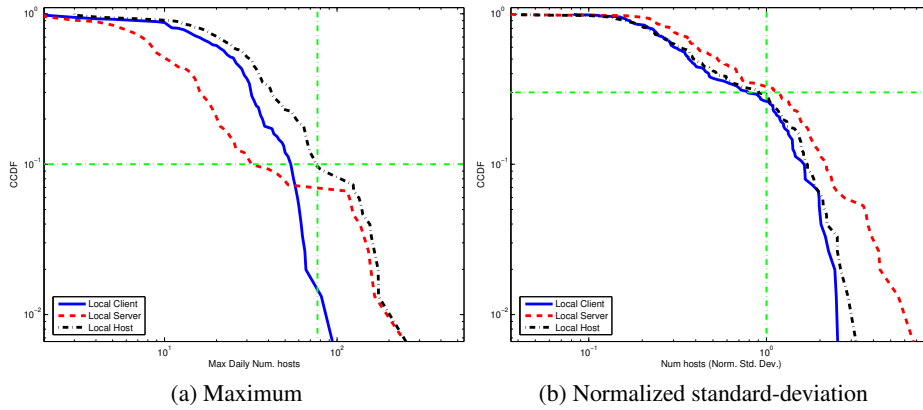 10^0
10^-1
10^-2
CCDF
10^1
10^2
Max Daily Num. hosts
Local Client
Local Server
Local Host
(a) Maximum
10^0
10^-1
10^-2
CCDF
10^-1
10^0
Num hosts (Norm. Std. Dev.)
Local Client
Local Server
Local Host
(b) Normalized standard-deviation